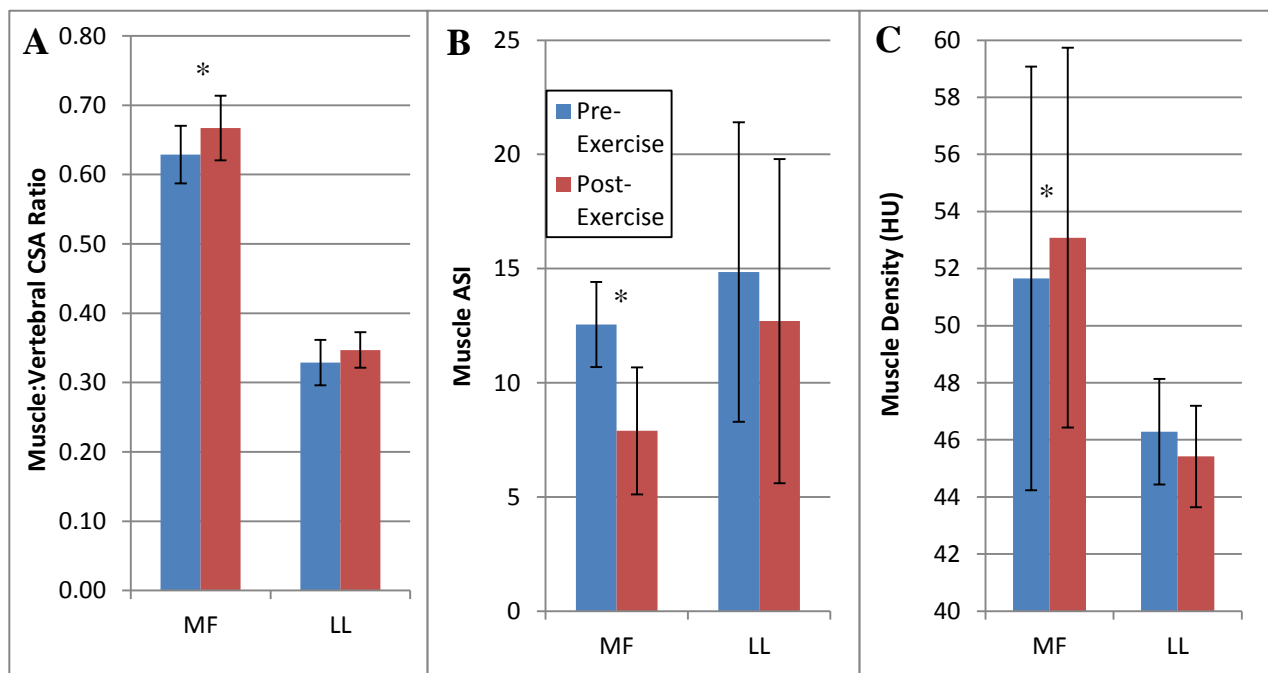 A
Muscle:Vertebral CSA Ratio
0.80
0.70
0.60
0.50
0.40
0.30
0.20
0.10
0.00
*
MF
LL
B
Muscle ASI
25
20
15
10
5
0
Pre-
Exercise
Post-
Exercise
*
MF
LL
C
Muscle Density (HU)
60
58
56
54
52
50
48
46
44
42
40
*
MF
LL